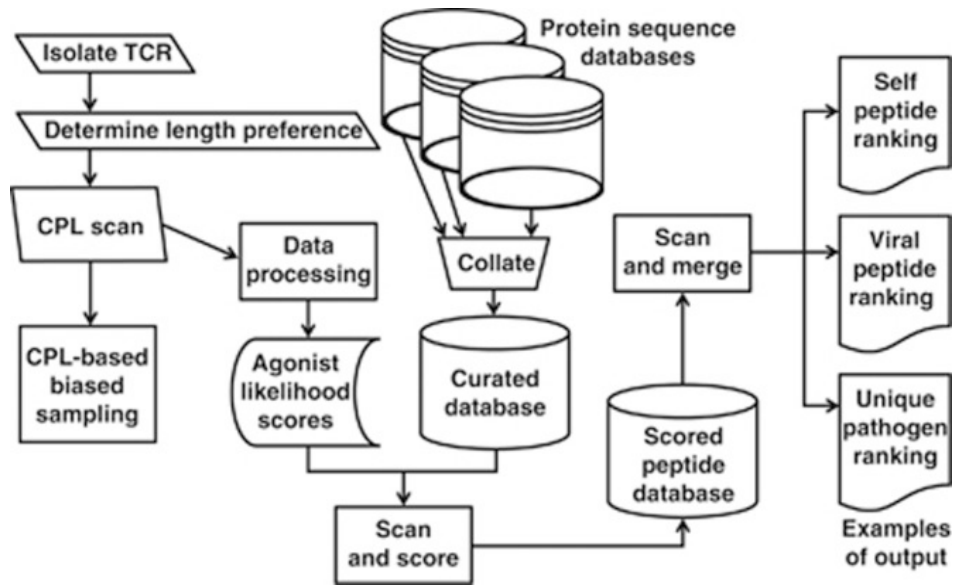 Isolate TCR
Determine length preference
CPL scan
CPL-based
biased
sampling
Data
processing
Agonist
likelihood
scores
Protein sequence
databases
Collate
Curated
database
Scan
and score
Scored
peptide
database
Scan
and merge
Self
peptide
ranking
Viral
peptide
ranking
Unique
pathogen
ranking
Examples
of output